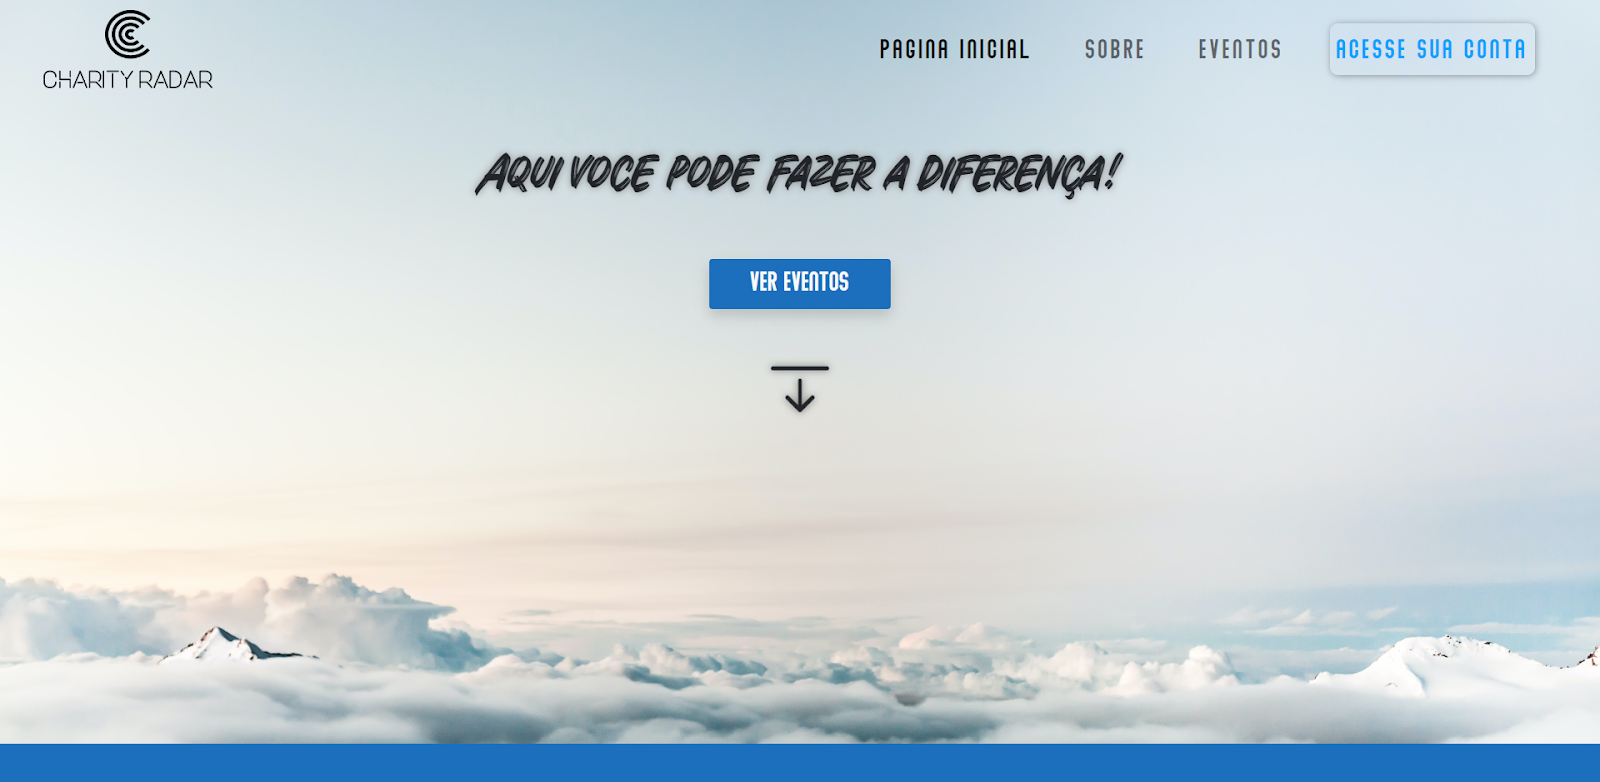 CHARITY RADAR
PAGINA INICIAL
SOBRE
EVENTOS
ACESSE SUA CONTA
AQUI VOCE PODE FAZER A DIFERENÇA!
VER EVENTOS